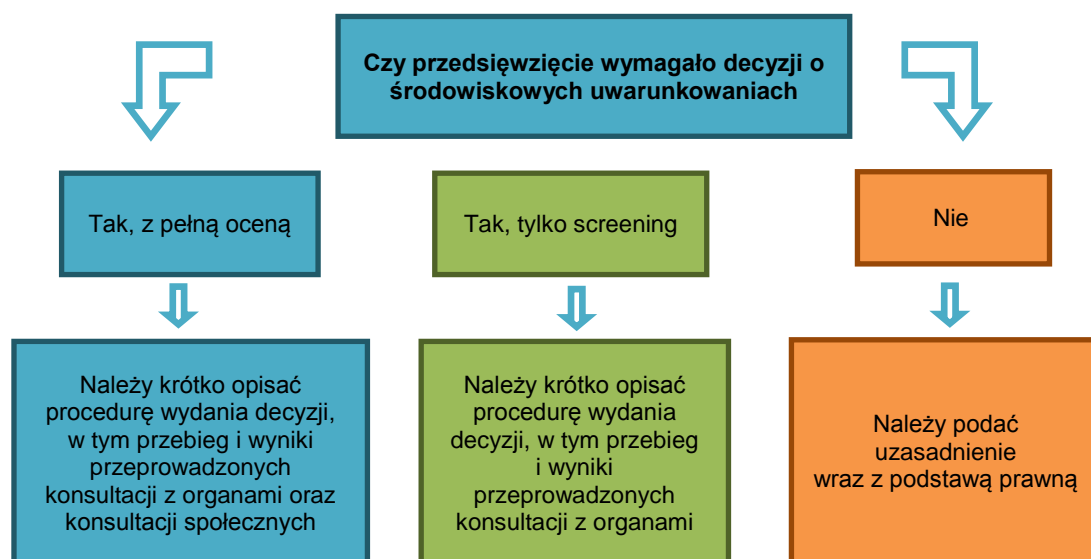 Czy przedsięwzięcie wymagało decyzji o
środowiskowych uwarunkowaniach
Tak, z pełną oceną
Tak, tylko screening
Nie
Należy krótko opisać
procedurę wydania decyzji,
w tym przebieg i wyniki
przeprowadzonych
konsultacji z organami oraz
konsultacji społecznych
Należy krótko opisać
procedurę wydania
decyzji, w tym przebieg
i wyniki
przeprowadzonych
konsultacji z organami
Należy podać
uzasadnienie
wraz z podstawą prawną